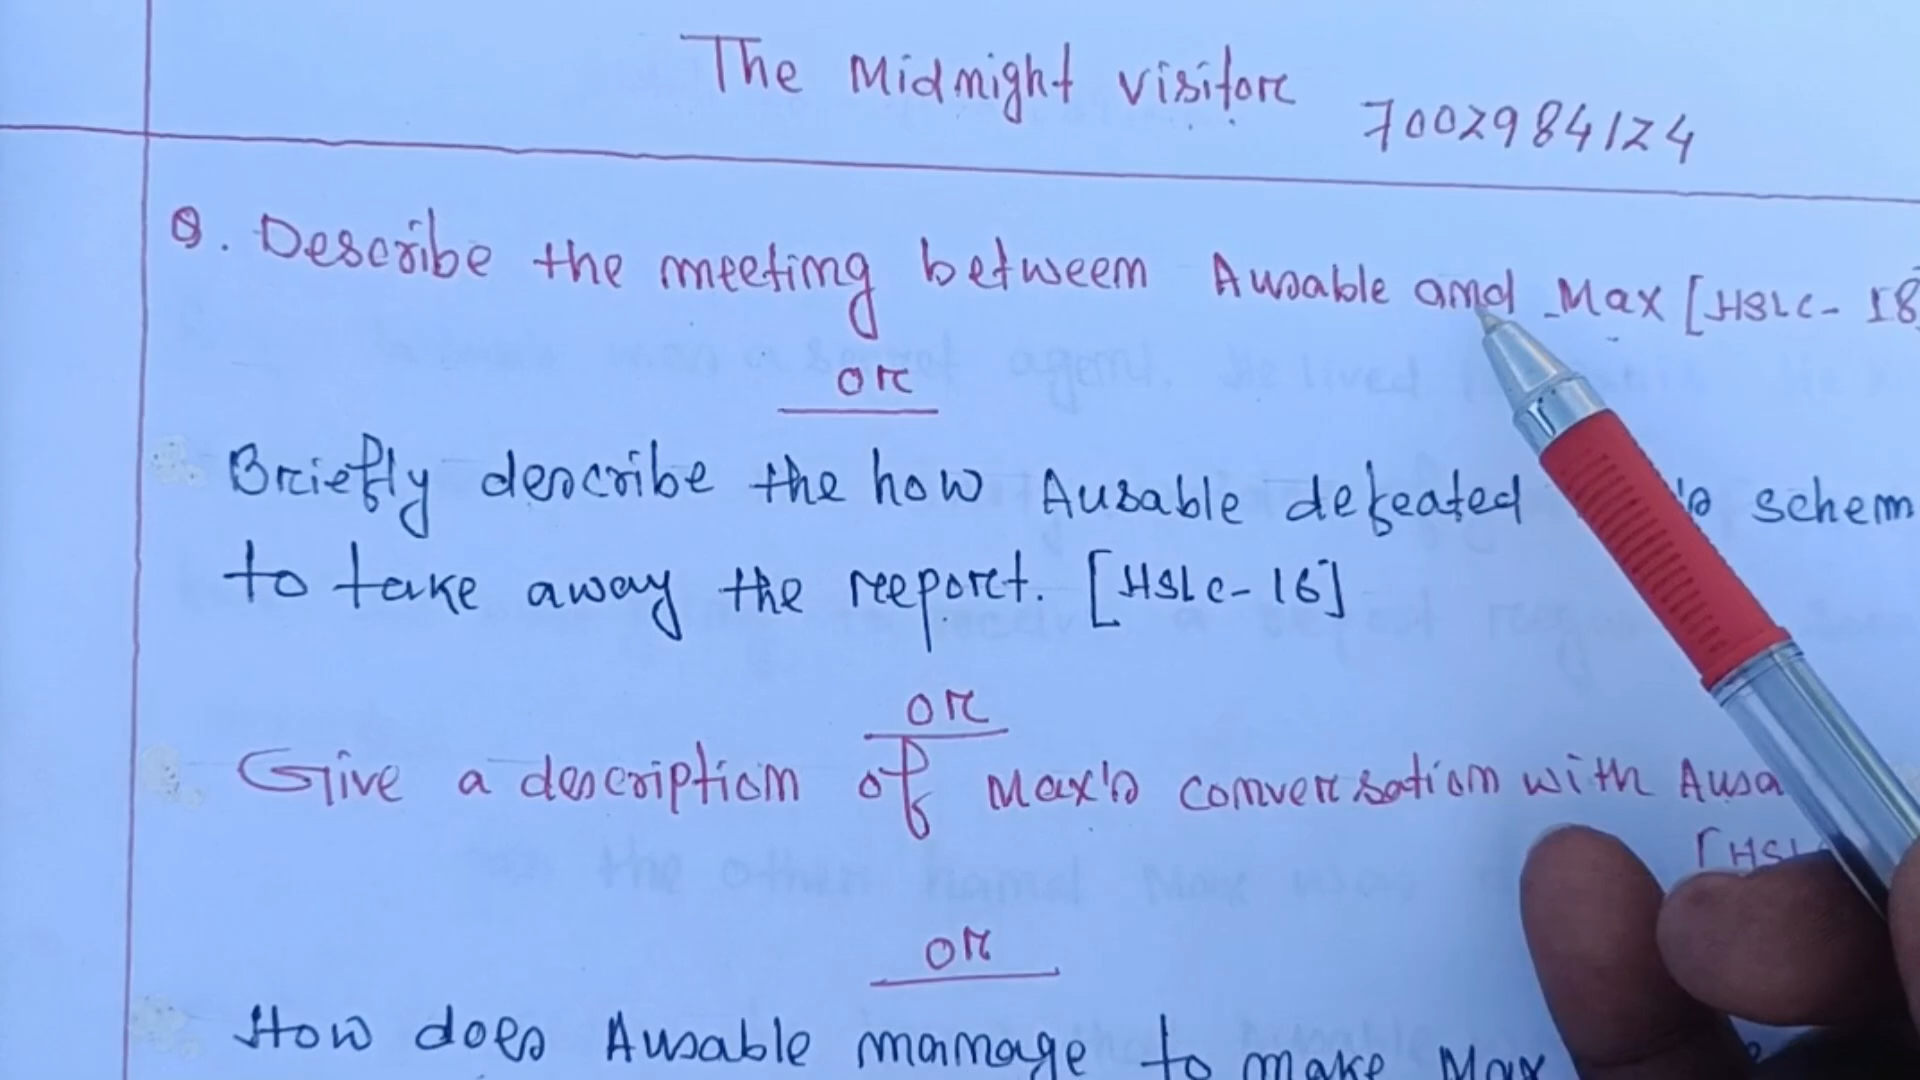 The Midnight visitor
7002984124
Q. Describe the meeting between Ausable and Max [HSLC- 18]
or
Briefly describe the how Ausable defeated schem
to take away the report. [HSLC- 16]
or
Give a description of Max's conversation with Ausa
[HSL
or
How does Ausable manage to make Max